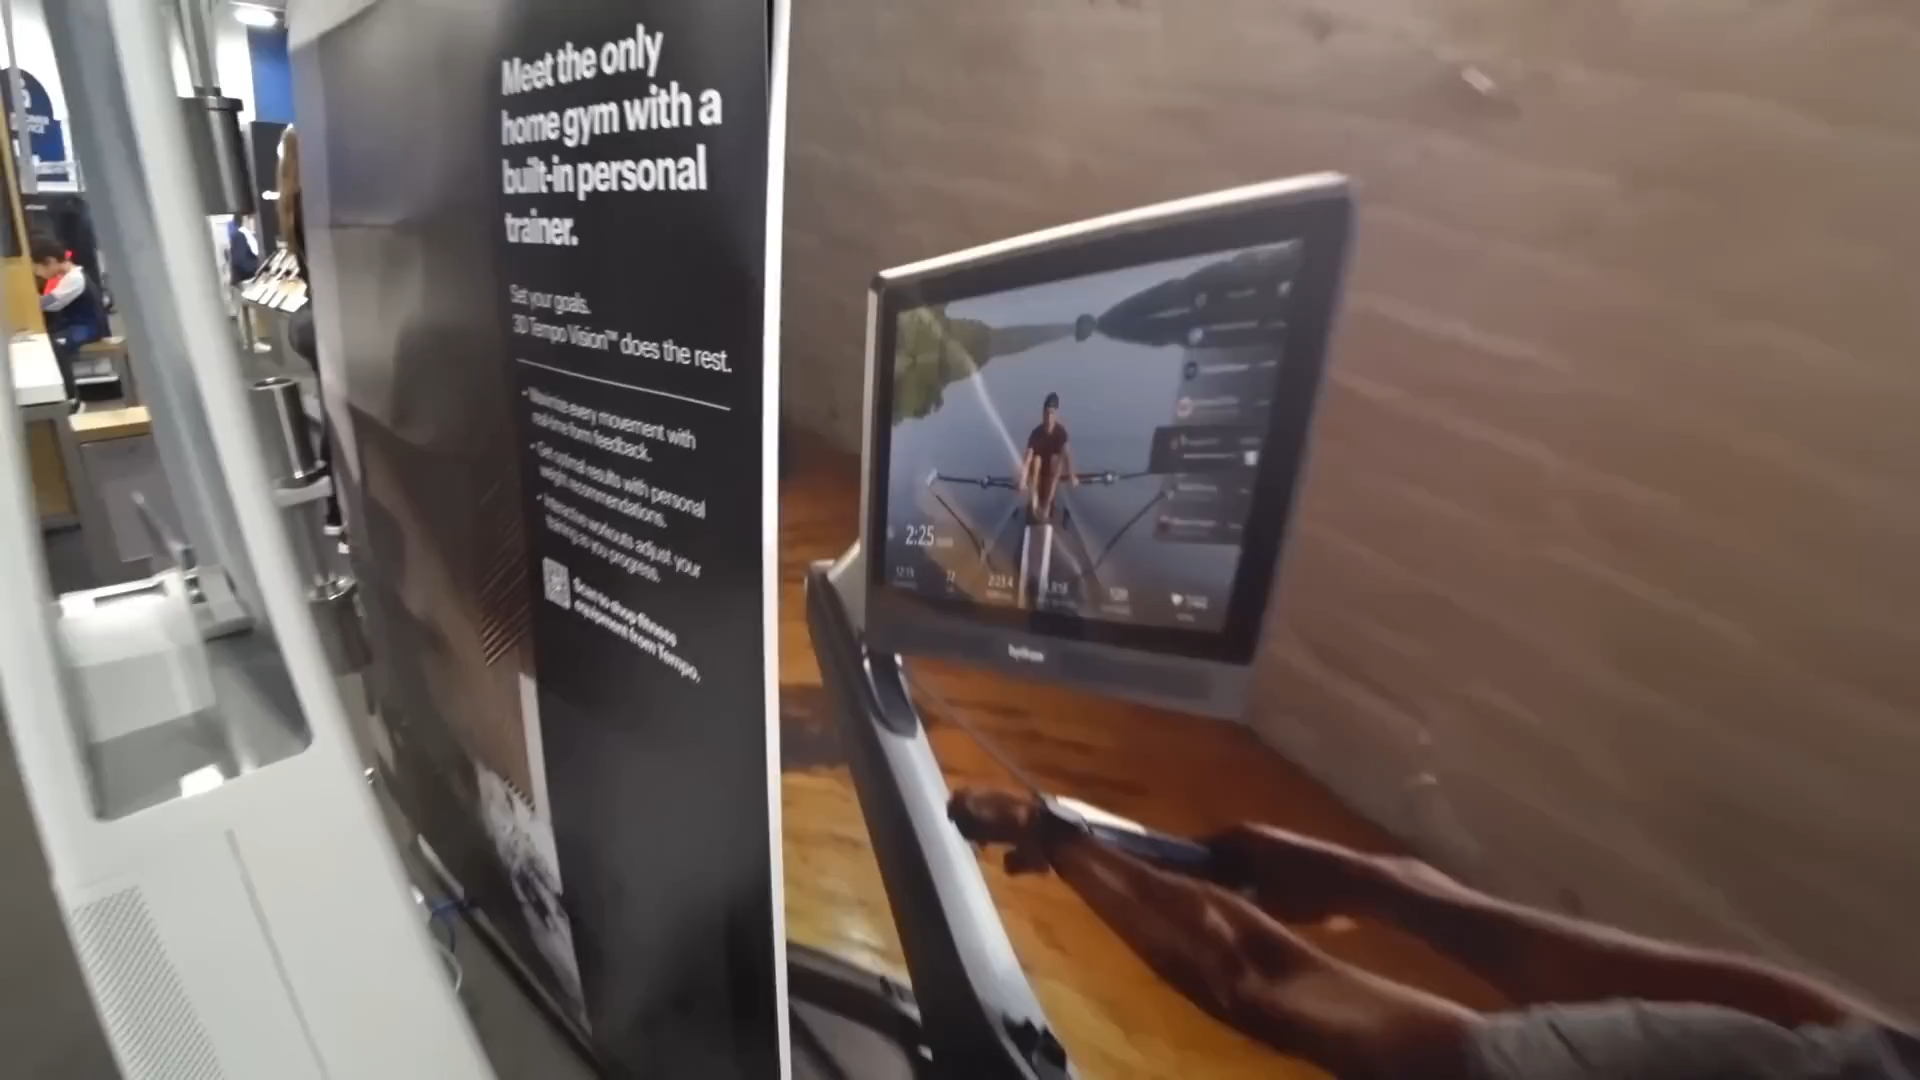 Meet the only
home gym with a
built-in personal
trainer.
Set your goals.
3D Tempo Vision™ does the rest.
• Maximize every movement with
real-time form feedback.
• Get optimal results with personal
weight recommendations.
• Interactive workouts adjust your
training as you progress.
Scan to shop fitness
equipment from Tempo.
2:25
hydrow